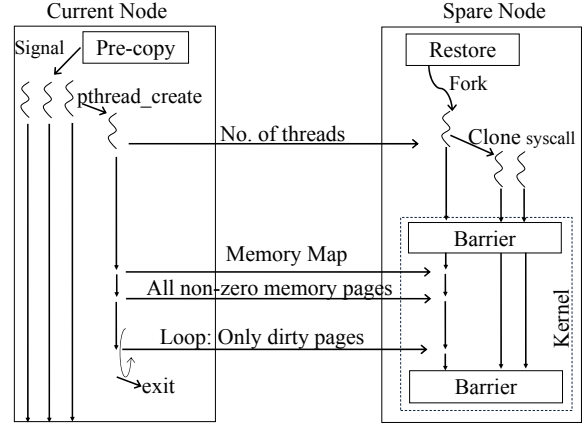 Current Node
Spare Node
Signal
Pre-copy
Restore
pthread_create
Fork
No. of threads
Clone syscall
Barrier
Memory Map
All non-zero memory pages
Loop: Only dirty pages
Kernel
exit
Barrier